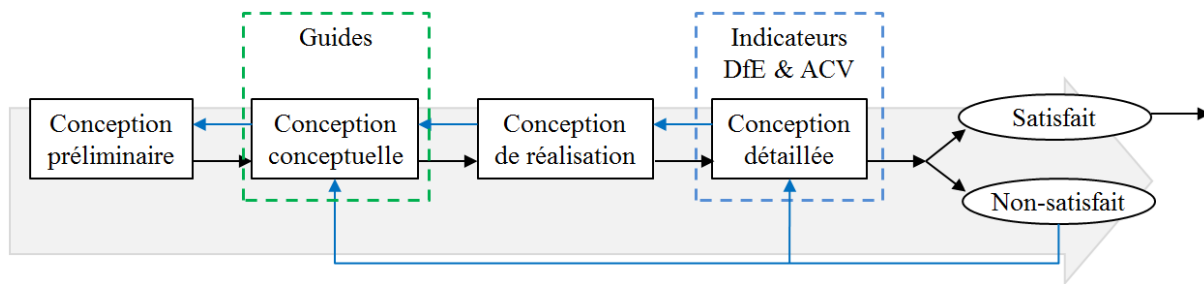 Guides
Indicateurs
DfE & ACV
Conception
préliminaire
Conception
conceptuelle
Conception
de réalisation
Conception
détaillée
Satisfait
Non-satisfait